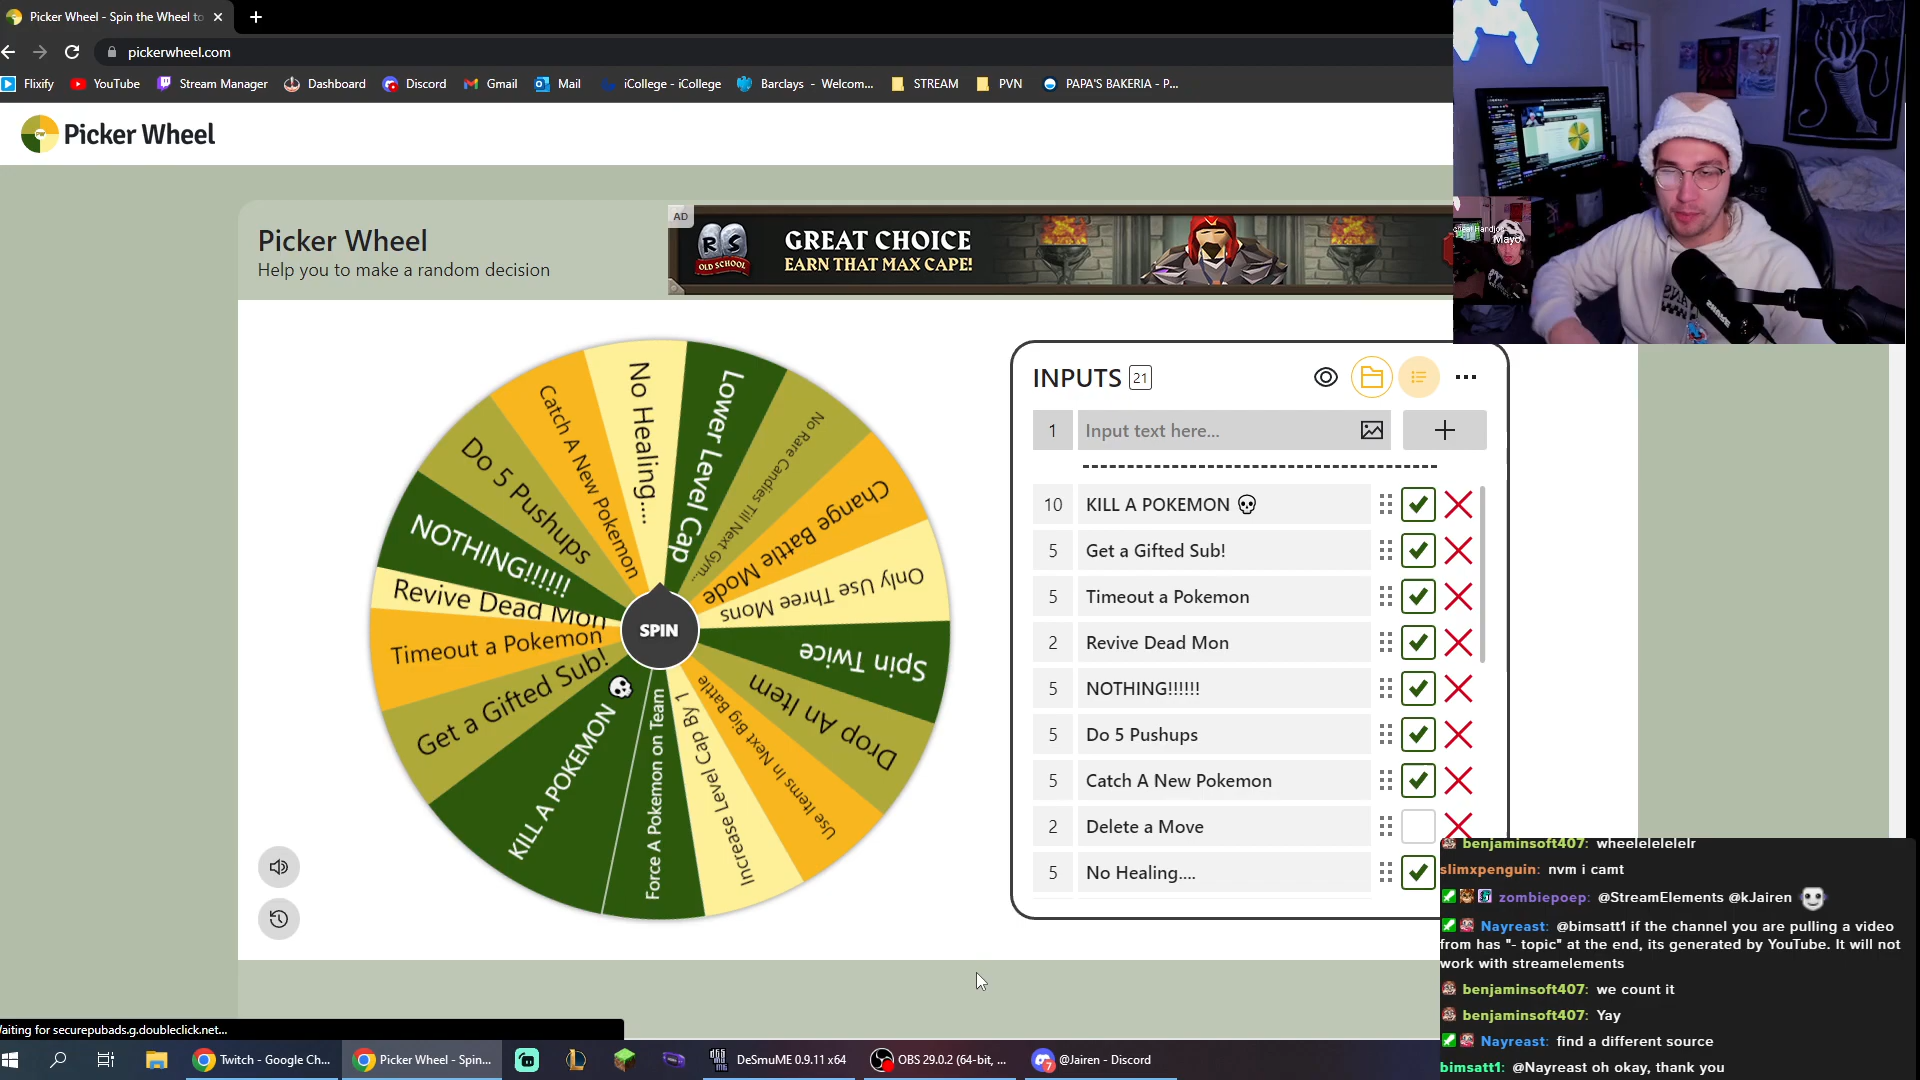 Picker Wheel - Spin the Wheel to
pickerwheel.com
Flixify
YouTube
Stream Manager
Dashboard
Discord
Gmail
Mail
iCollege - iCollege
Barclays - Welcom...
STREAM
PVN
PAPA'S BAKERIA - P...
Picker Wheel
Picker Wheel
Help you to make a random decision
AD
RS
OLD SCHOOL
GREAT CHOICE
EARN THAT MAX CAPE!
Mayo
No Healing....
Lower Level Cap
No Rare Candies Till Next Gym...
Change Battle Mode
Only Use Three Mons
Spin Twice
Drop An Item
Use Items In Next Big Battle
Increase Level Cap By 1
Force A Pokemon on Team
KILL A POKEMON 💀
Get a Gifted Sub!
Timeout a Pokemon
Revive Dead Mon
NOTHING!!!!!!
Do 5 Pushups
Catch A New Pokemon
SPIN
INPUTS 21
1 Input text here...
10 KILL A POKEMON 💀
5 Get a Gifted Sub!
5 Timeout a Pokemon
2 Revive Dead Mon
5 NOTHING!!!!!!
5 Do 5 Pushups
5 Catch A New Pokemon
2 Delete a Move
5 No Healing....
benjaminsoft407: wheelelelelelr
slimxpenguin: nvm i camt
zombiepoep: @StreamElements @kJairen
Nayreast: @bimsatt1 if the channel you are pulling a video
from has "- topic" at the end, its generated by YouTube. It will not
work with streamelements
benjaminsoft407: we count it
benjaminsoft407: Yay
Nayreast: find a different source
bimsatt1: @Nayreast oh okay, thank you
aiting for securepubads.g.doubleclick.net...
Twitch - Google Ch...
Picker Wheel - Spin...
DeSmuME 0.9.11 x64
OBS 29.0.2 (64-bit, ...
@Jairen - Discord